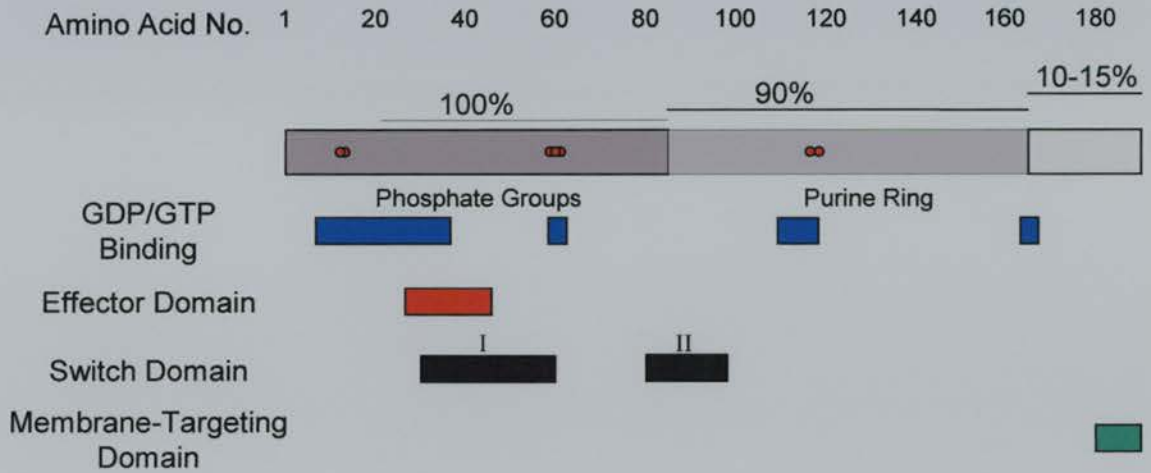 Amino Acid No. 1 20 40 60 80 100 120 140 160 180
100% 90% 10-15%
Phosphate Groups Purine Ring
GDP/GTP
Binding
Effector Domain
I II
Switch Domain
Membrane-Targeting
Domain